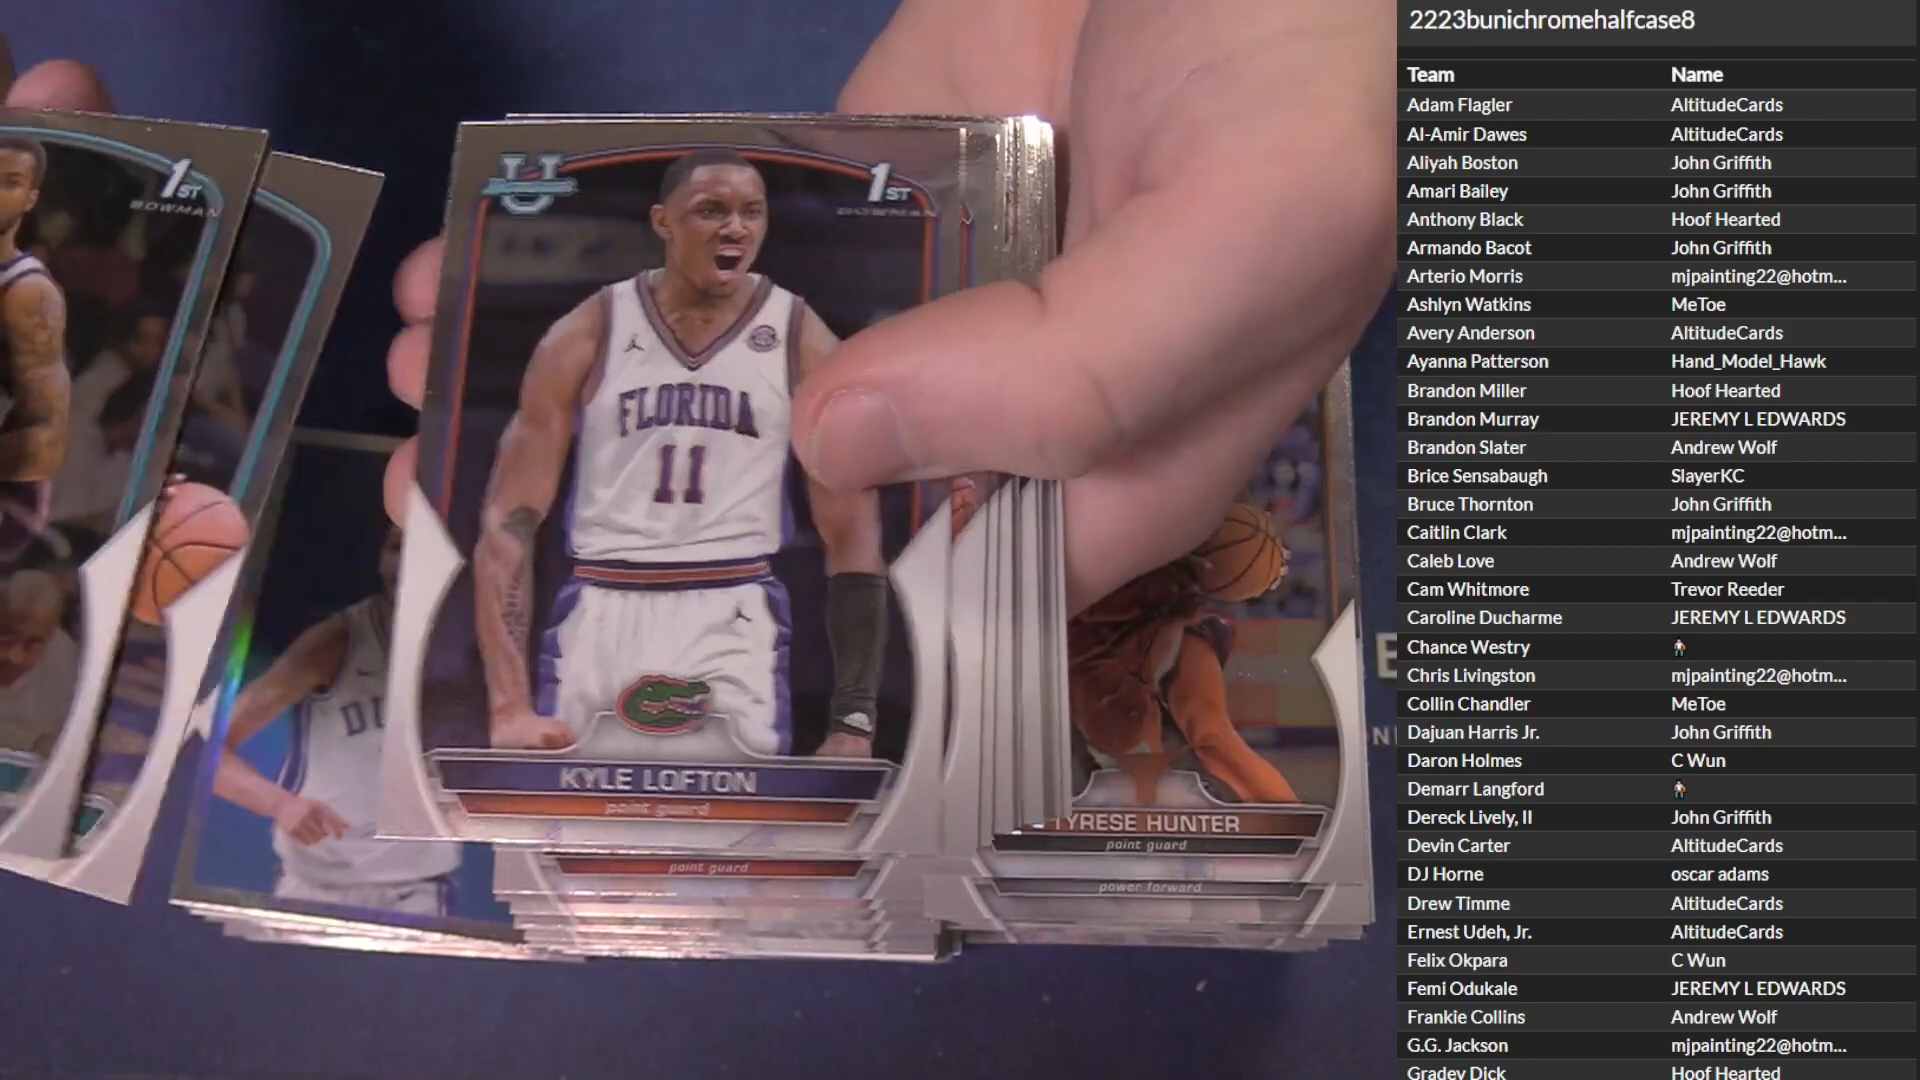 2223bunichromehalfcase8
Team Name
Adam Flagler AltitudeCards
Al-Amir Dawes AltitudeCards
Aliyah Boston John Griffith
Amari Bailey John Griffith
Anthony Black Hoof Hearted
Armando Bacot John Griffith
Arterio Morris mjpainting22@hotm...
Ashlyn Watkins MeToe
Avery Anderson AltitudeCards
Ayanna Patterson Hand_Model_Hawk
Brandon Miller Hoof Hearted
Brandon Murray JEREMY L EDWARDS
Brandon Slater Andrew Wolf
Brice Sensabaugh SlayerKC
Bruce Thornton John Griffith
Caitlin Clark mjpainting22@hotm...
Caleb Love Andrew Wolf
Cam Whitmore Trevor Reeder
Caroline Ducharme JEREMY L EDWARDS
Chance Westry
Chris Livingston mjpainting22@hotm...
Collin Chandler MeToe
Dajuan Harris Jr. John Griffith
Daron Holmes C Wun
Demarr Langford
Dereck Lively, II John Griffith
Devin Carter AltitudeCards
DJ Horne oscar adams
Drew Timme AltitudeCards
Ernest Udeh, Jr. AltitudeCards
Felix Okpara C Wun
Femi Odukale JEREMY L EDWARDS
Frankie Collins Andrew Wolf
G.G. Jackson mjpainting22@hotm...
Gradey Dick Hoof Hearted
1ST
BOWMAN
U
1ST
BOWMAN
FLORIDA
11
KYLE LOFTON
point guard
point guard
TYRESE HUNTER
point guard
power forward